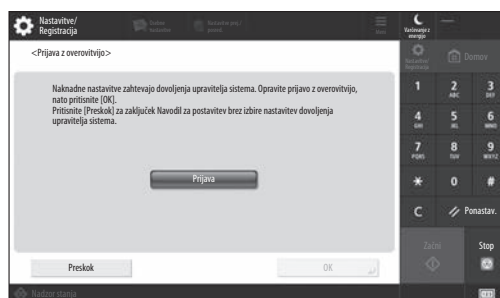 Nastavitve/
Registracija
Varčevanje z
energijo
<Prijava z overovitvijo>
Nastavitve/
Registracija
Domov
Naknadne nastavitve zahtevajo dovoljenja upravitelja sistema. Opravite prijavo z overovitvijo,
nato pritisnite [OK].
Pritisnite [Preskok] za zaključek Navodil za postavitev brez izbire nastavitev dovoljenja
upravitelja sistema.
1 2 3
ABC DEF
4 5 6
GHI JKL MNO
7 8 9
PQRS TUV WXYZ
Prijava
* 0 #
C Ponastav.
Začni Stop
Preskok OK
Nadzor stanja